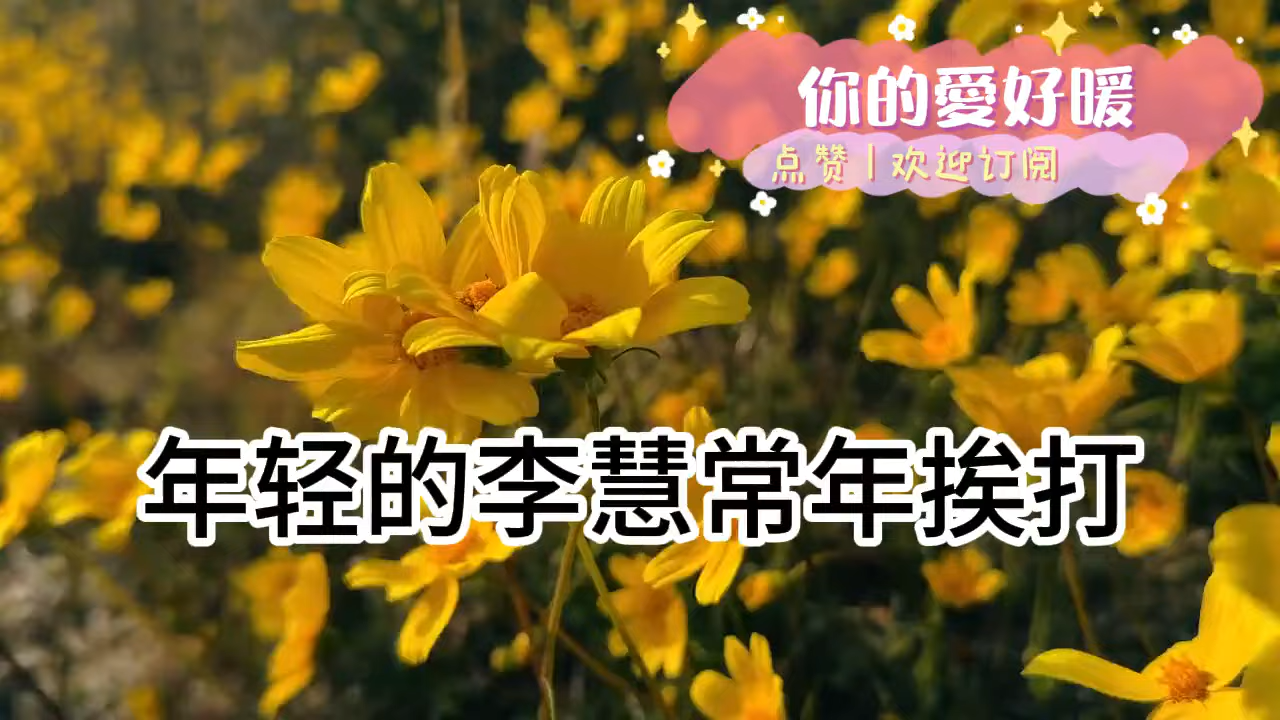 你的愛好暖
点赞 | 欢迎订阅
年轻的李慧常年挨打